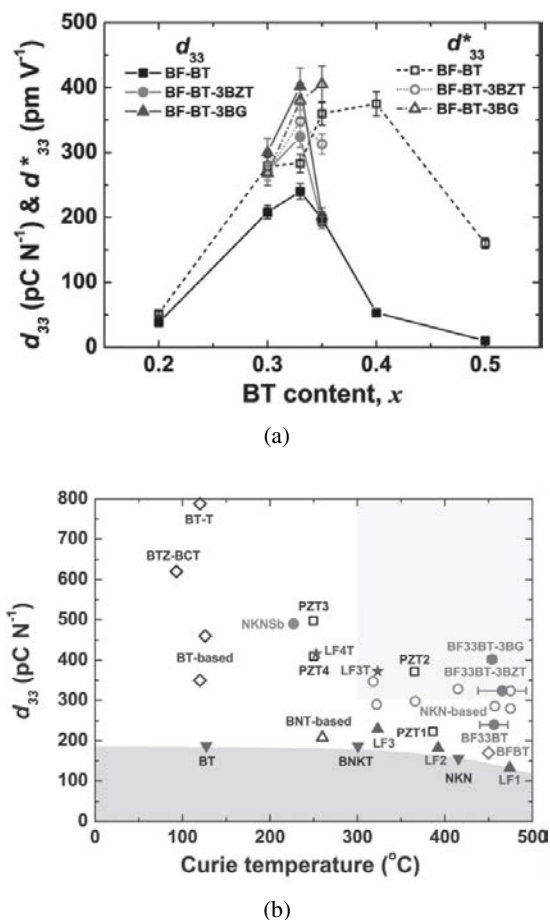 d33 d*33
BF-BT BF-BT
BF-BT-3BZT BF-BT-3BZT
BF-BT-3BG BF-BT-3BG
d33 (pC N⁻¹) & d*33 (pm V⁻¹)
500
400
300
200
100
0
0.2 0.3 0.4 0.5
BT content, x
(a)
d33 (pC N⁻¹)
800
700
600
500
400
300
200
100
0
BT-T
BTZ-BCT
PZT3
NKNSb
BT-based
LF4T
PZT4
LF3T
PZT2
BF33BT-3BG
BF33BT-3BZT
NKN-based
BNT-based
LF3
PZT1
BF33BT
BFBT
BT
BNKT
LF2
NKN
LF1
0 100 200 300 400 500
Curie temperature (°C)
(b)